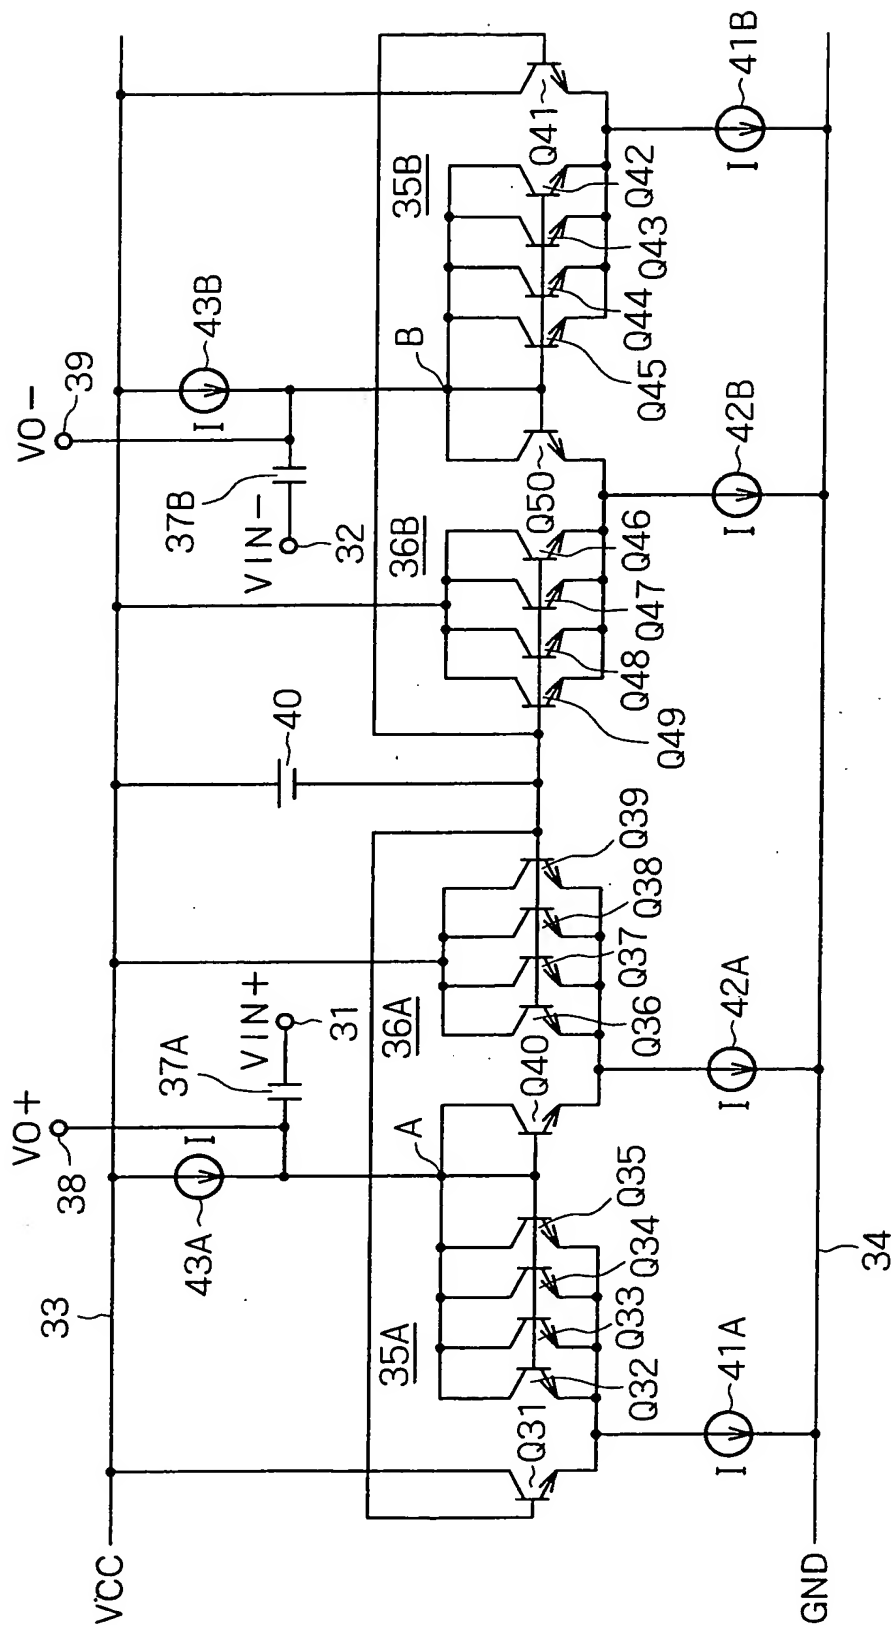 VO+
38
VO−
39
33
43A
I
37A
VIN+
31
40
37B
VIN−
32
43B
I
VCC
35A
A
36A
36B
B
35B
Q31
Q32
Q33
Q34
Q35
Q40
Q36
Q37
Q38
Q39
Q49
Q48
Q47
Q46
Q50
Q45
Q44
Q43
Q42
Q41
I
41A
I
42A
I
42B
I
41B
GND
34